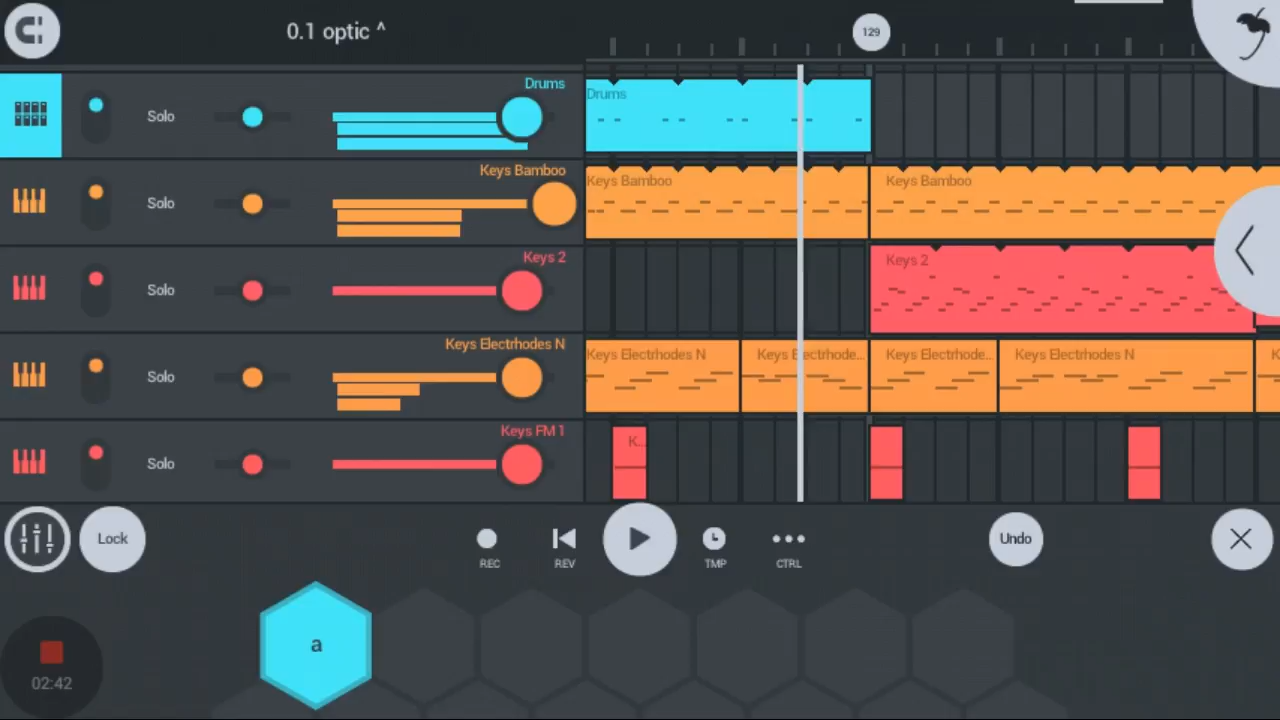 0.1 optic ^
129
Drums
Solo
Drums
Keys Bamboo
Solo
Keys Bamboo
Keys Bamboo
Keys 2
Solo
Keys 2
Keys Electrhodes N
Solo
Keys Electrhodes N
Keys Electrhode...
Keys Electrhode...
Keys Electrhodes N
K
Keys FM 1
Solo
K...
Lock
REC
REV
TMP
CTRL
Undo
a
02:42